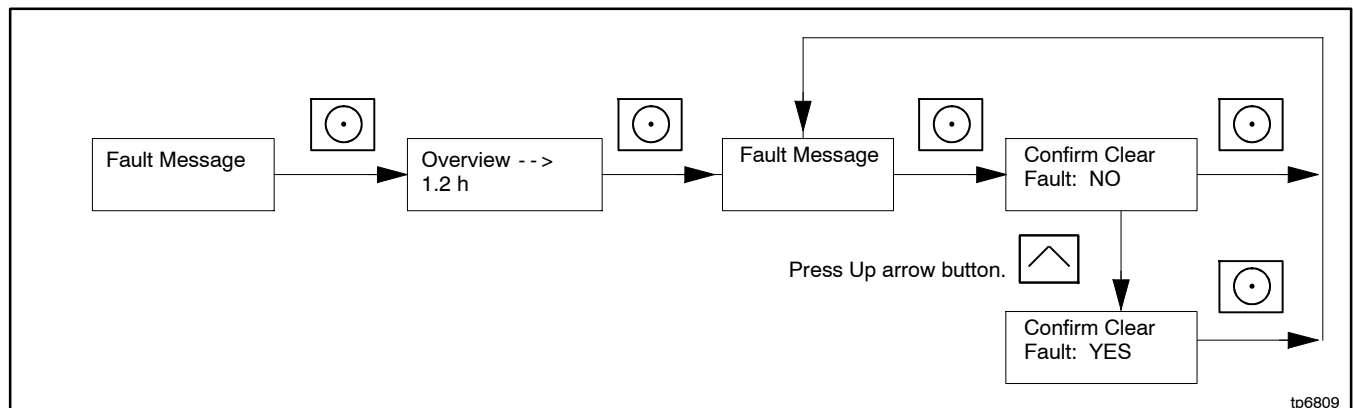 Fault Message
Overview - - >
1.2 h
Fault Message
Confirm Clear
Fault:  NO
Press Up arrow button.
Confirm Clear
Fault:  YES
tp6809